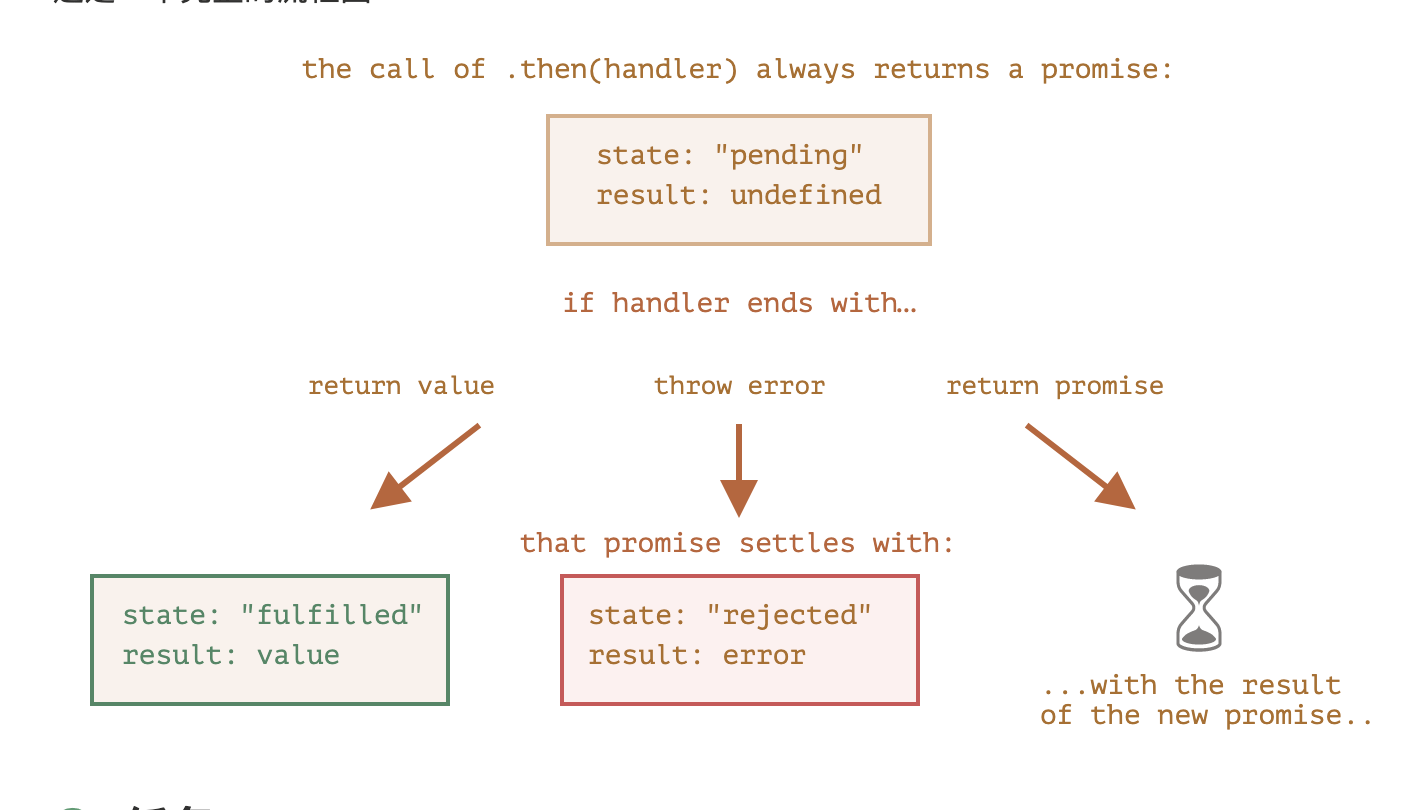 the call of .then(handler) always returns a promise:
state: "pending"
result: undefined
if handler ends with…
return value throw error return promise
that promise settles with:
state: "fulfilled"
result: value
state: "rejected"
result: error
...with the result
of the new promise..